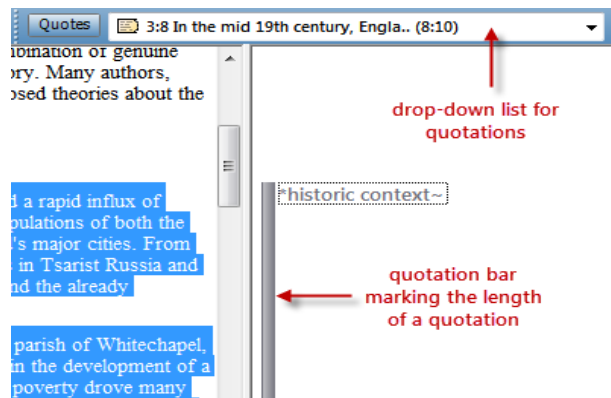 Quotes 3:8 In the mid 19th century, Engla.. (8:10)
nbination of genuine
ory. Many authors,
osed theories about the
drop-down list for
quotations
*historic context~
d a rapid influx of
opulations of both the
's major cities. From
s in Tsarist Russia and
nd the already
quotation bar
marking the length
of a quotation
parish of Whitechapel,
in the development of a
poverty drove many